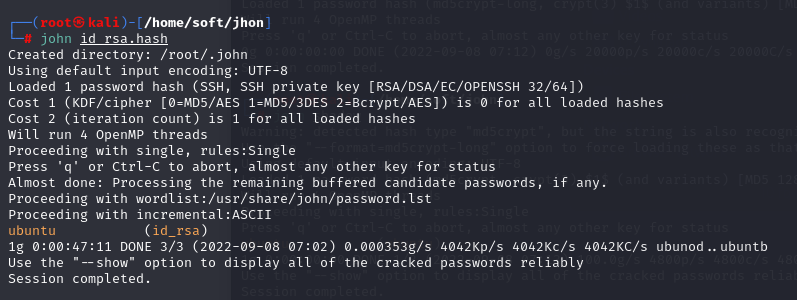 ┌──(root㉿kali)-[/home/soft/jhon]
└─# john id_rsa.hash
Created directory: /root/.john
Using default input encoding: UTF-8
Loaded 1 password hash (SSH, SSH private key [RSA/DSA/EC/OPENSSH 32/64])
Cost 1 (KDF/cipher [0=MD5/AES 1=MD5/3DES 2=Bcrypt/AES]) is 0 for all loaded hashes
Cost 2 (iteration count) is 1 for all loaded hashes
Will run 4 OpenMP threads
Proceeding with single, rules:Single
Press 'q' or Ctrl-C to abort, almost any other key for status
Almost done: Processing the remaining buffered candidate passwords, if any.
Proceeding with wordlist:/usr/share/john/password.lst
Proceeding with incremental:ASCII
ubuntu (id_rsa)
1g 0:00:47:11 DONE 3/3 (2022-09-08 07:02) 0.000353g/s 4042Kp/s 4042Kc/s 4042KC/s ubunod..ubuntb
Use the "--show" option to display all of the cracked passwords reliably
Session completed.